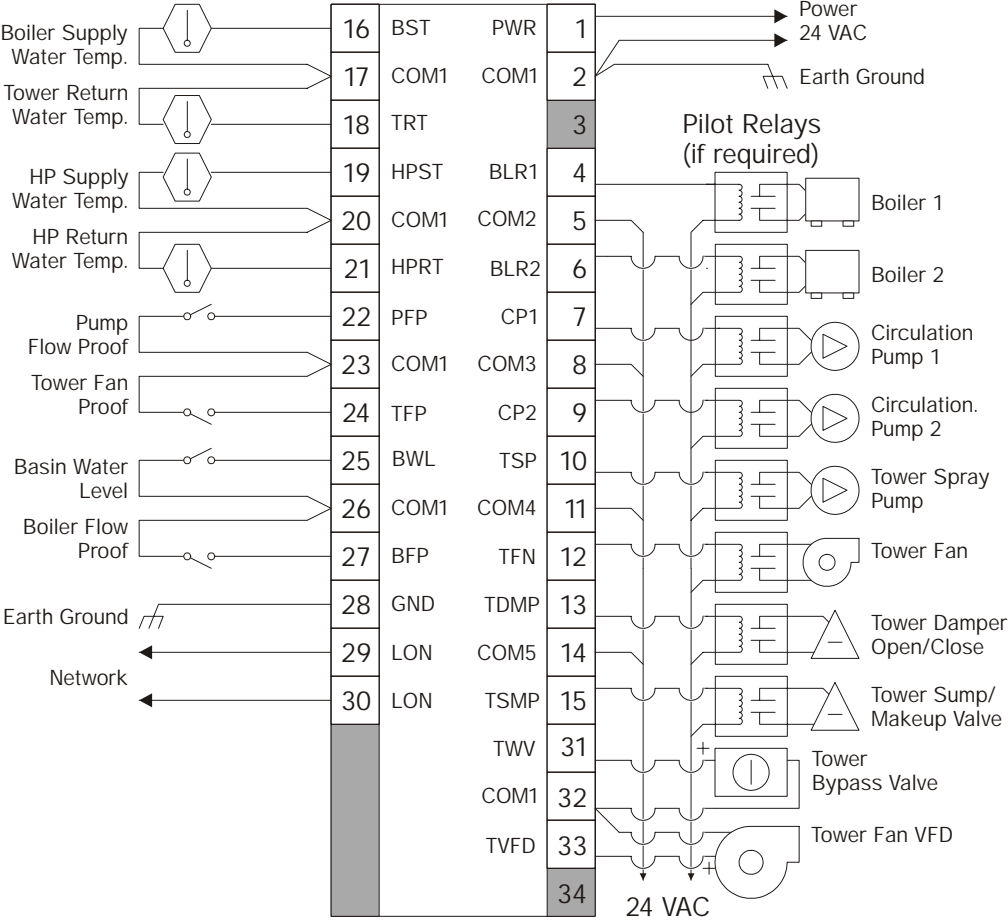 Boiler Supply
Water Temp.
Tower Return
Water Temp.
HP Supply
Water Temp.
HP Return
Water Temp.
Pump
Flow Proof
Tower Fan
Proof
Basin Water
Level
Boiler Flow
Proof
Earth Ground
Network
16 BST PWR 1
17 COM1 COM1 2
18 TRT 3
19 HPST BLR1 4
20 COM1 COM2 5
21 HPRT BLR2 6
22 PFP CP1 7
23 COM1 COM3 8
24 TFP CP2 9
25 BWL TSP 10
26 COM1 COM4 11
27 BFP TFN 12
28 GND TDMP 13
29 LON COM5 14
30 LON TSMP 15
TWV 31
COM1 32
TVFD 33
34
Power
24 VAC
Earth Ground
Pilot Relays
(if required)
Boiler 1
Boiler 2
Circulation
Pump 1
Circulation.
Pump 2
Tower Spray
Pump
Tower Fan
Tower Damper
Open/Close
Tower Sump/
Makeup Valve
+
Tower
Bypass Valve
Tower Fan VFD
+
24 VAC